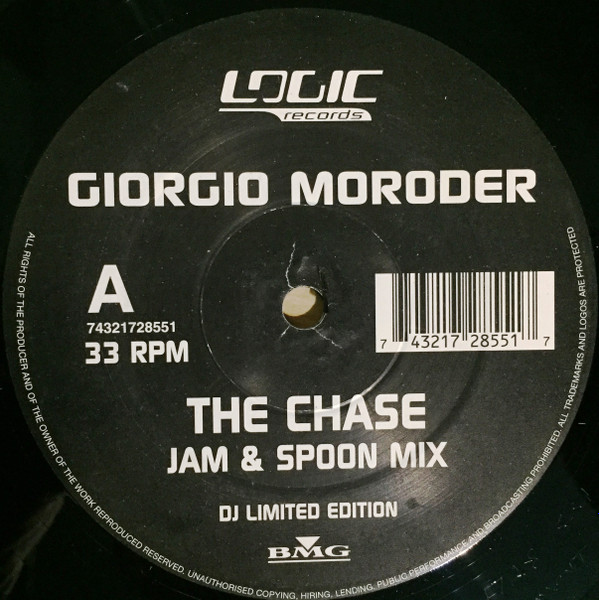 LOGIC
records
GIORGIO MORODER
A
74321728551
33 RPM
7 43217 28551 7
THE CHASE
JAM & SPOON MIX
DJ LIMITED EDITION
BMG
ALL RIGHTS OF THE PRODUCER AND OF THE OWNER OF THE WORK REPRODUCED RESERVED. UNAUTHORISED COPYING, HIRING, LENDING, PUBLIC PERFORMANCE AND BROADCASTING PROHIBITED. ALL TRADEMARKS AND LOGOS ARE PROTECTED